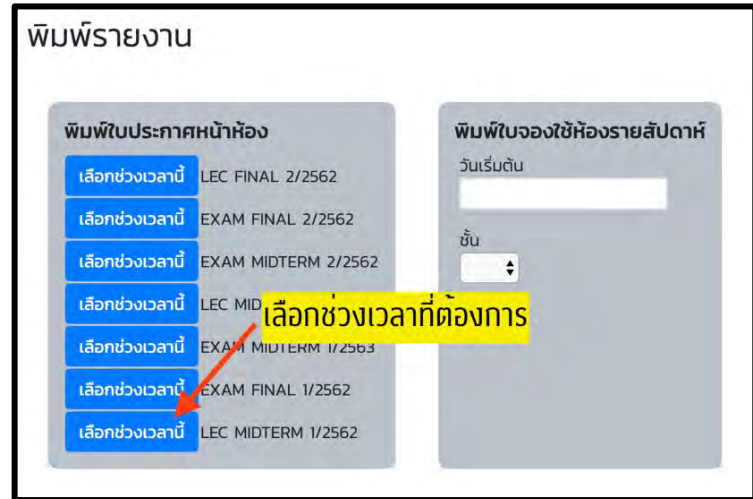 พิมพ์รายงาน
พิมพ์ใบประกาศหน้าห้อง
เลือกช่วงเวลานี้ LEC FINAL 2/2562
เลือกช่วงเวลานี้ EXAM FINAL 2/2562
เลือกช่วงเวลานี้ EXAM MIDTERM 2/2562
เลือกช่วงเวลานี้ LEC
เลือกช่วงเวลาที่ต้องการ
เลือกช่วงเวลานี้ EXAM MIDTERM 1/2563
เลือกช่วงเวลานี้ EXAM FINAL 1/2562
เลือกช่วงเวลานี้ LEC MIDTERM 1/2562
พิมพ์ใบจองใช้ห้องรายสัปดาห์
วันเริ่มต้น
ชั้น